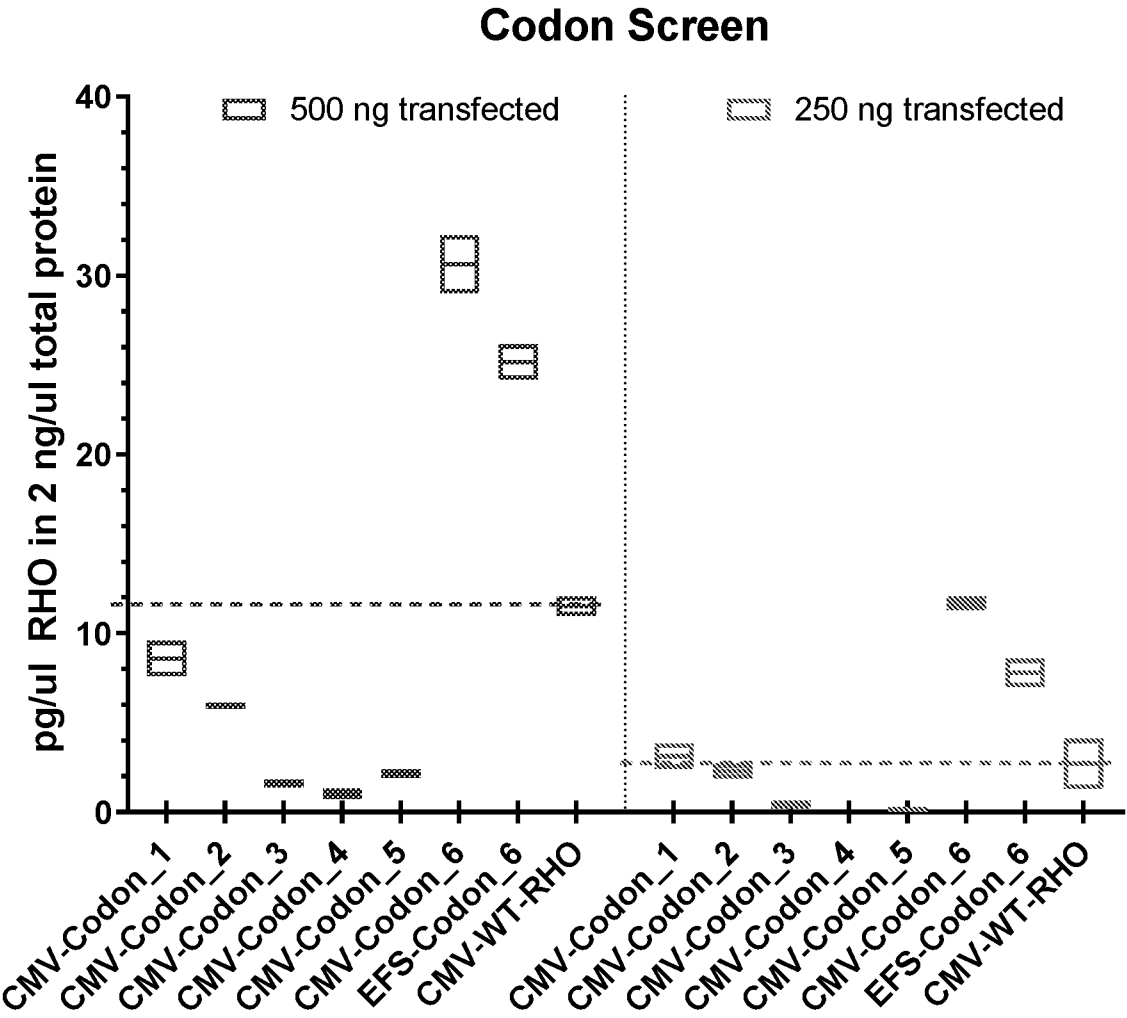 Codon Screen
500 ng transfected
250 ng transfected
pg/ul RHO in 2 ng/ul total protein
40
30
20
10
0
CMV-Codon_1
CMV-Codon_2
CMV-Codon_3
CMV-Codon_4
CMV-Codon_5
CMV-Codon_6
EFS-Codon_6
CMV-WT-RHO
CMV-Codon_1
CMV-Codon_2
CMV-Codon_3
CMV-Codon_4
CMV-Codon_5
CMV-Codon_6
EFS-Codon_6
CMV-WT-RHO